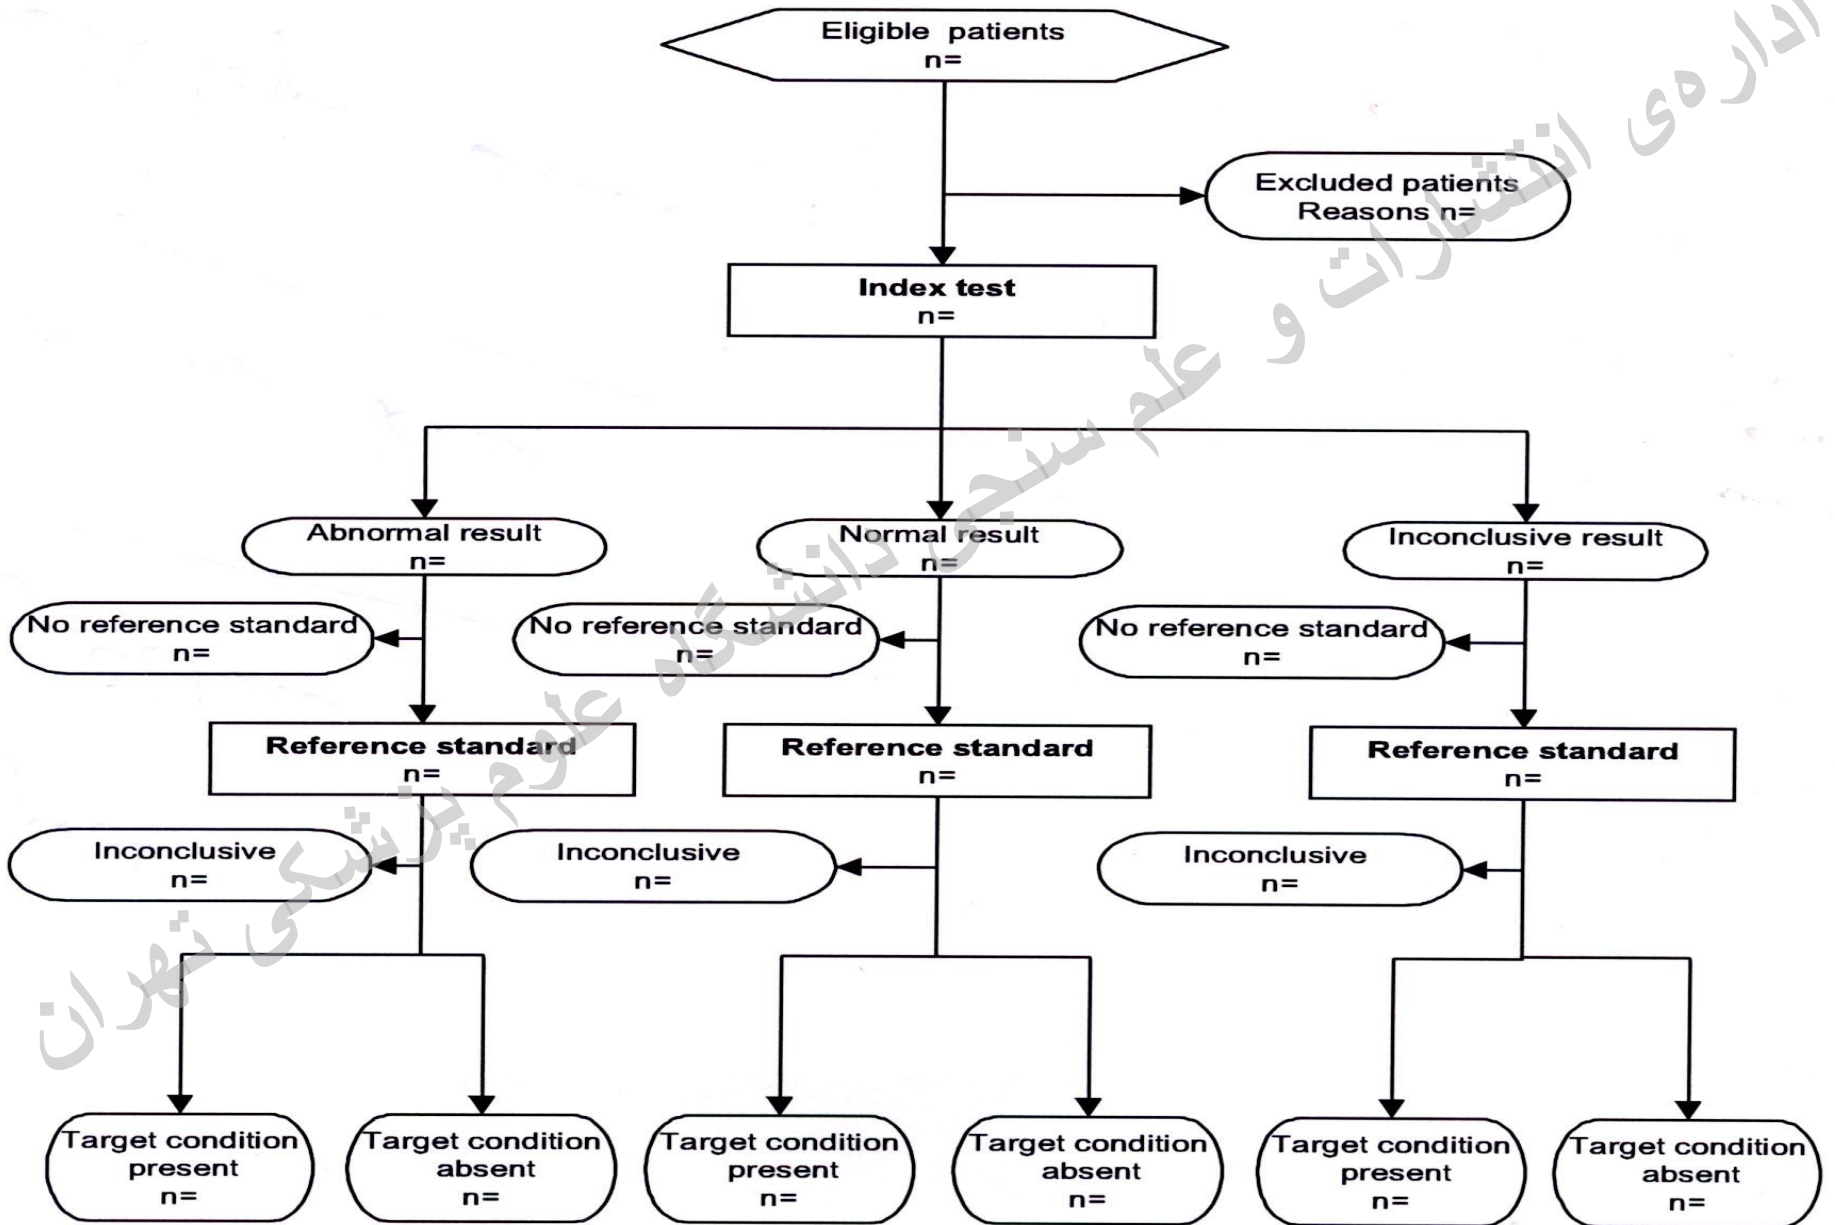 Eligible patients
n=
Excluded patients
Reasons n=
Index test
n=
Abnormal result
n=
Normal result
n=
Inconclusive result
n=
No reference standard
n=
No reference standard
n=
No reference standard
n=
Reference standard
n=
Reference standard
n=
Reference standard
n=
Inconclusive
n=
Inconclusive
n=
Inconclusive
n=
Target condition
present
n=
Target condition
absent
n=
Target condition
present
n=
Target condition
absent
n=
Target condition
present
n=
Target condition
absent
n=
اداره‌ی انتشارات و علم سنجی دانشگاه علوم پزشکی تهران